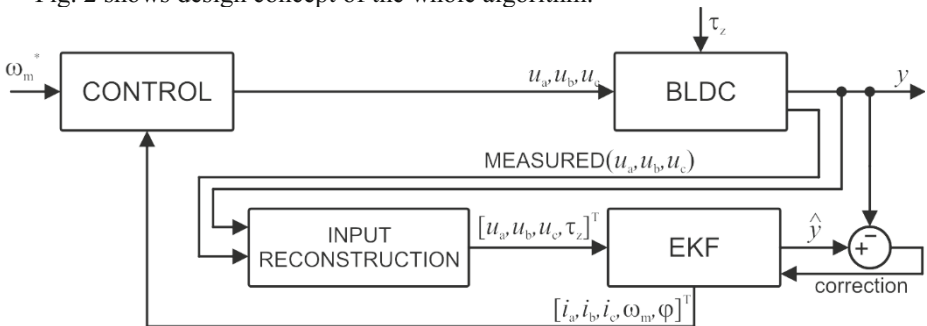 Fig. 2 shows design concept of the whole algorithm.
τz
ωm*
CONTROL
ua,ub,uc
BLDC
y
MEASURED(ua,ub,uc)
INPUT
RECONSTRUCTION
[ua,ub,uc,τz]T
EKF
ŷ
−
+
correction
[ia,ib,ic,ωm,φ]T